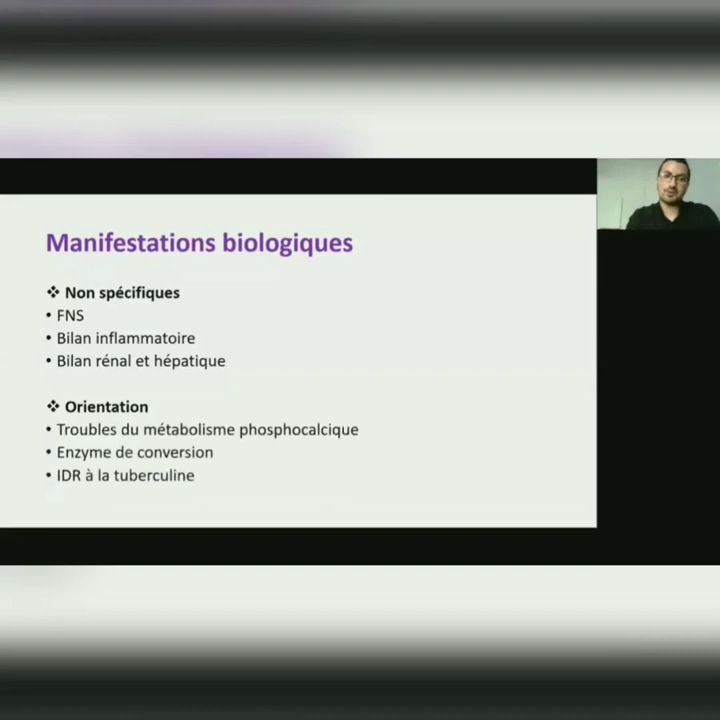 Manifestations biologiques
❖ Non spécifiques
• FNS
• Bilan inflammatoire
• Bilan rénal et hépatique
❖ Orientation
• Troubles du métabolisme phosphocalcique
• Enzyme de conversion
• IDR à la tuberculine